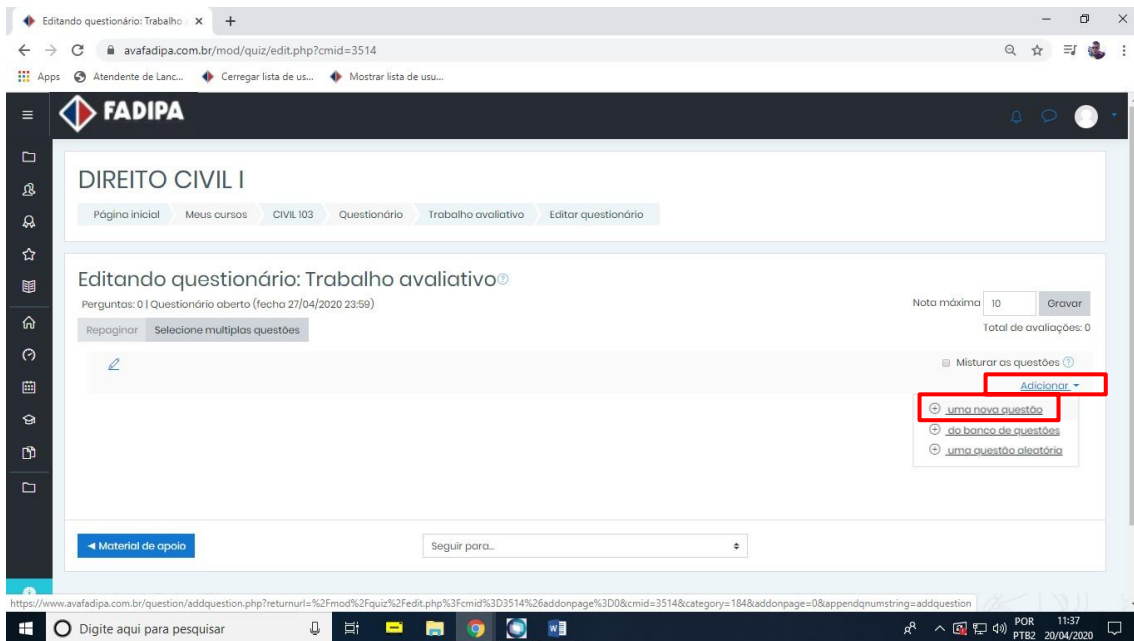 Editando questionário: Trabalho
avafadipa.com.br/mod/quiz/edit.php?cmid=3514
Apps Atendente de Lanc... Cerregar lista de us... Mostrar lista de usu...
FADIPA
DIREITO CIVIL I
Página inicial Meus cursos CIVIL 103 Questionário Trabalho avaliativo Editar questionário
Editando questionário: Trabalho avaliativo
Perguntas: 0 | Questionário aberto (fecha 27/04/2020 23:59)
Nota máxima 10 Gravar
Repaginar Selecione multiplas questões
Total de avaliações: 0
Misturar as questões
Adicionar
uma nova questão
do banco de questões
uma questão aleatória
◄ Material de apoio
Seguir para...
https://www.avafadipa.com.br/question/addquestion.php?returnurl=%2Fmod%2Fquiz%2Fedit.php%3Fcmid%3D3514%26addonpage%3D0&cmid=3514&category=184&addonpage=0&appendqnumstring=addquestion
Digite aqui para pesquisar
POR 11:37
PTB2 20/04/2020